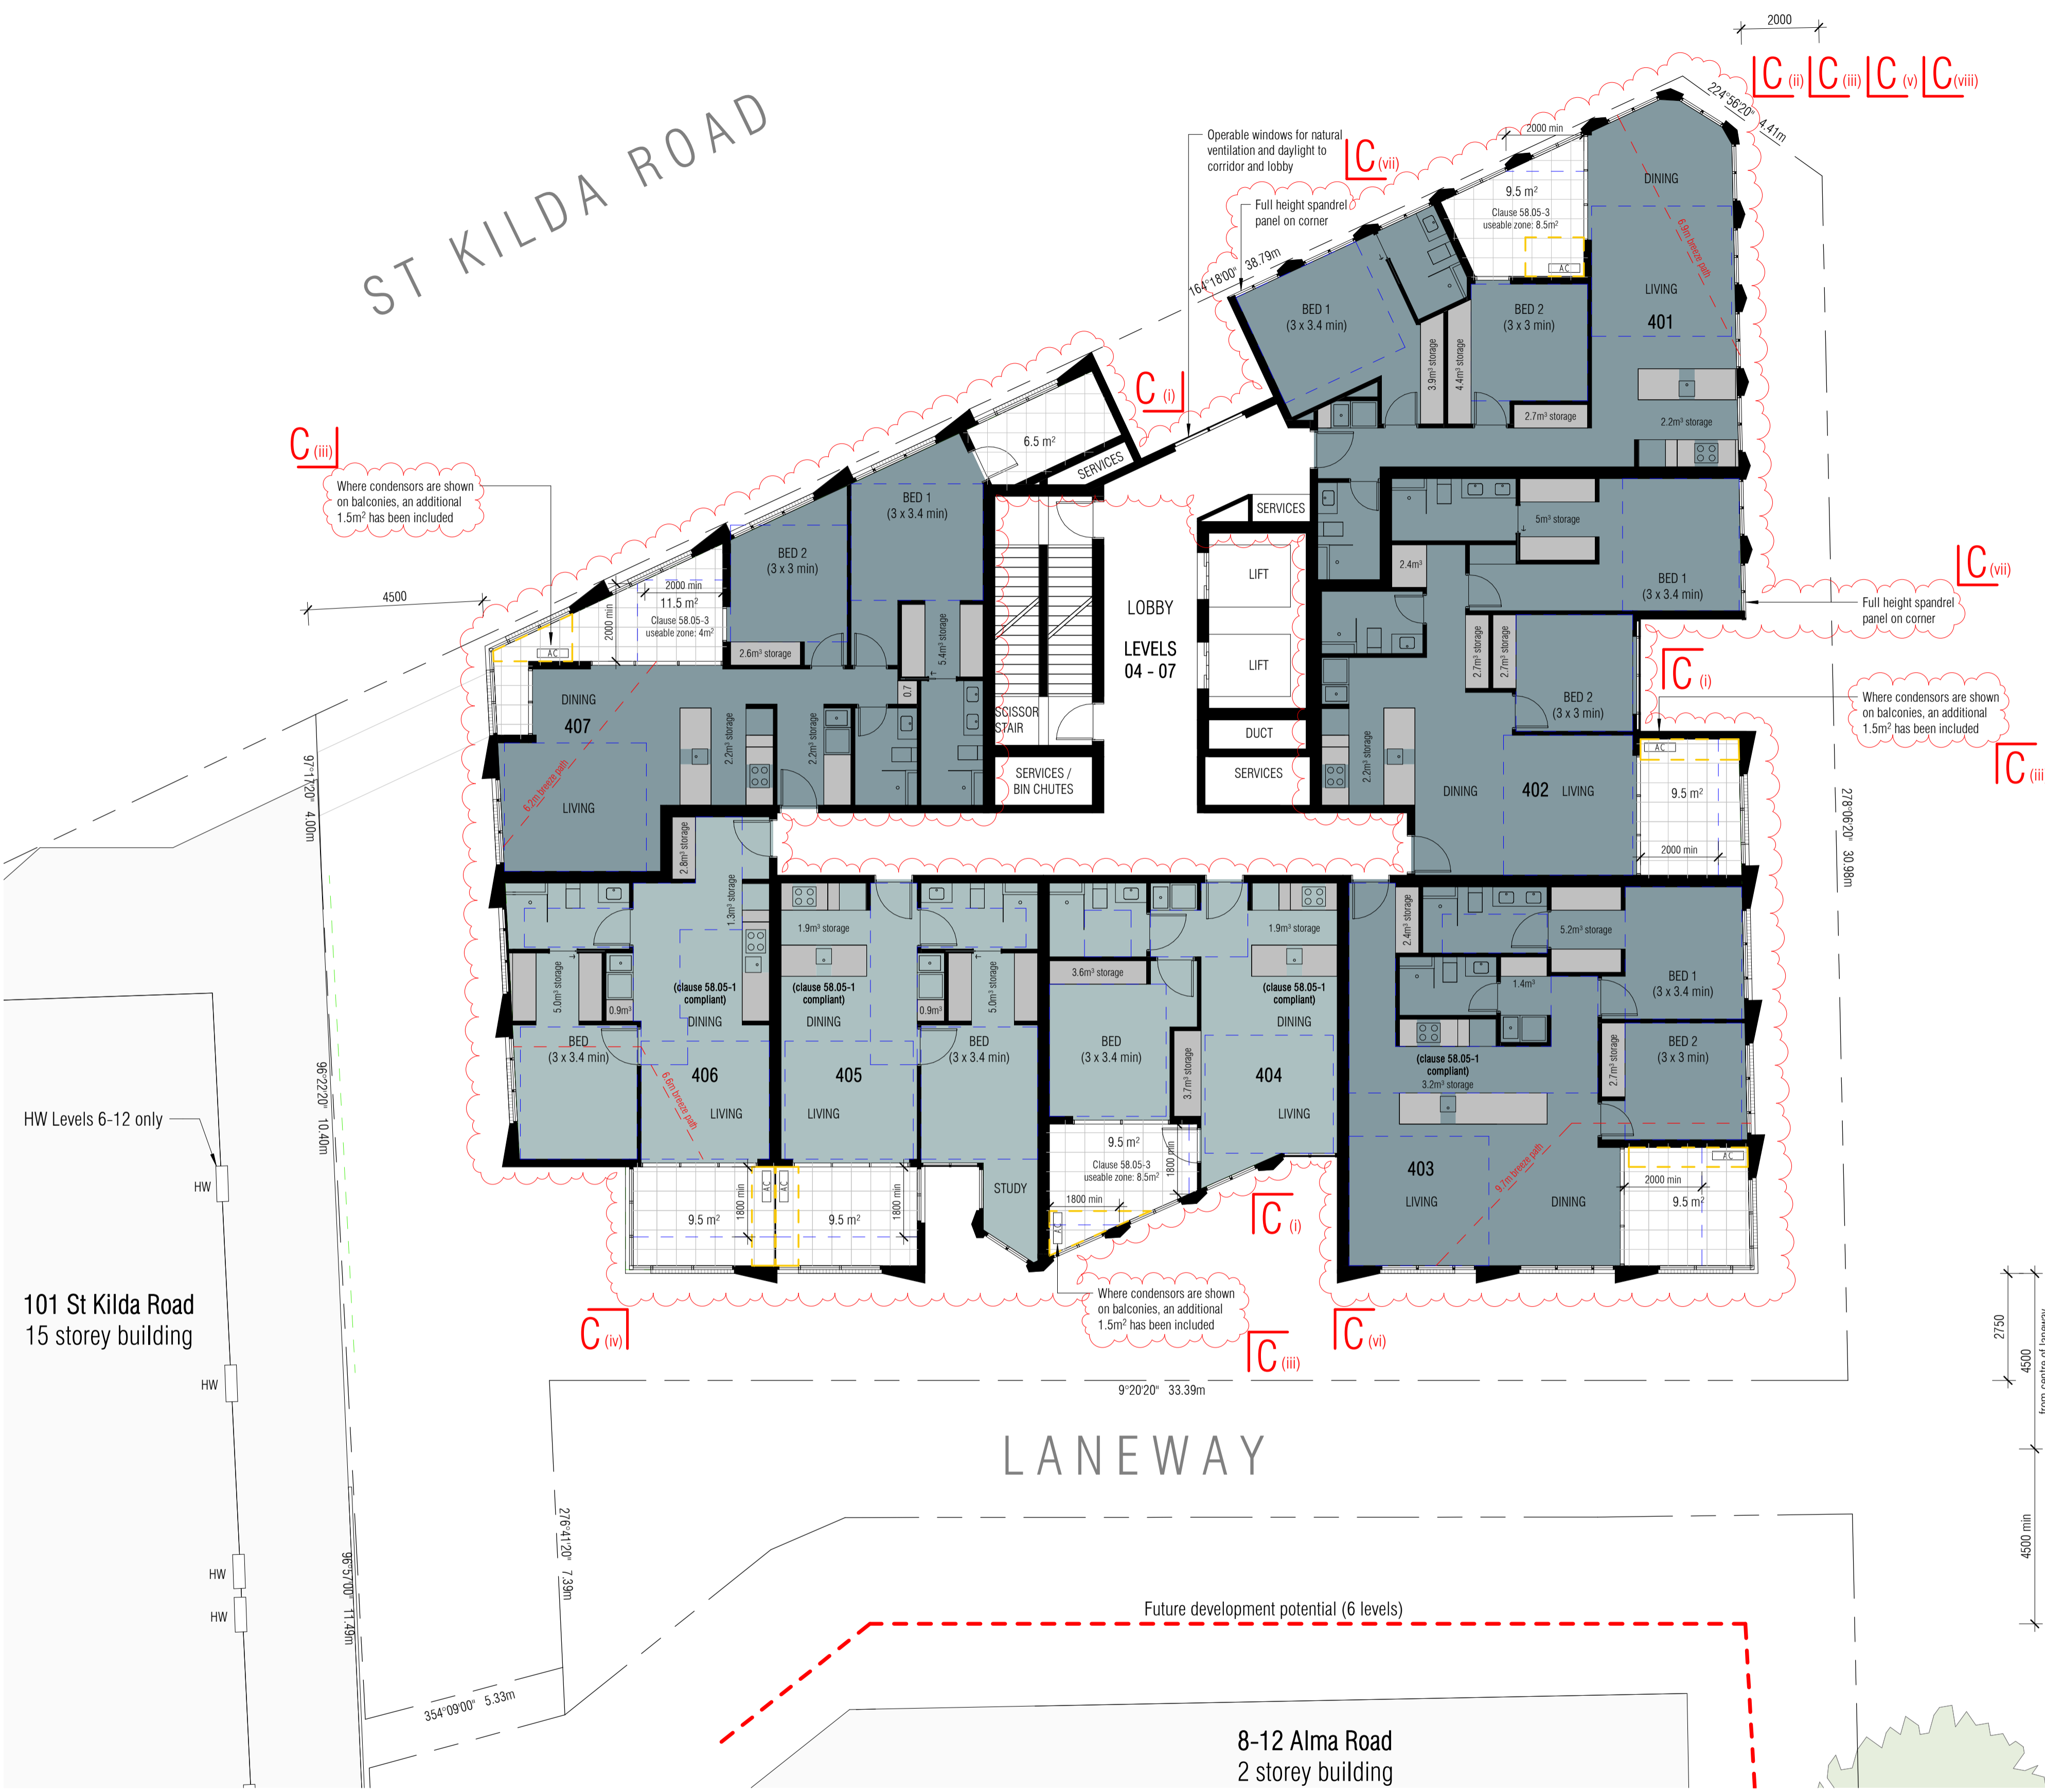 2000
C (ii) C (iii) C (v) C (viii)
224°56'20" 4.41m
ST KILDA ROAD
Operable windows for natural
ventilation and daylight to
corridor and lobby
C (vii)
2000 min
Full height spandrel
panel on corner
164°18'00" 38.79m
9.5 m²
Clause 58.05-3
useable zone: 8.5m²
AC
DINING
6.9m breeze path
LIVING
401
BED 1
(3 x 3.4 min)
BED 2
(3 x 3 min)
3.9m³ storage
4.4m³ storage
2.7m³ storage
2.2m³ storage
C (i)
6.5 m²
SERVICES
C (iii)
Where condensors are shown
on balconies, an additional
1.5m² has been included
BED 1
(3 x 3.4 min)
BED 2
(3 x 3 min)
SERVICES
5m³ storage
2.4m³
BED 1
(3 x 3.4 min)
C (vii)
Full height spandrel
panel on corner
4500
2000 min
11.5 m²
2000 min
Clause 58.05-3
useable zone: 4m²
AC
2.6m³ storage
5.4m³ storage
LIFT
LIFT
LOBBY
LEVELS
04 - 07
2.7m³ storage
2.7m³ storage
BED 2
(3 x 3 min)
C (i)
Where condensors are shown
on balconies, an additional
1.5m² has been included
C (iii
DINING
407
0.7
2.2m³ storage
2.2m³ storage
6.2m breeze path
LIVING
SCISSOR
STAIR
SERVICES /
BIN CHUTES
DUCT
SERVICES
2.2m³ storage
DINING
402
LIVING
AC
9.5 m²
2000 min
97°17'20" 4.00m
278°06'20" 30.98m
2.8m³ storage
1.3m³ storage
5.0m³ storage
0.9m³
(clause 58.05-1
compliant)
DINING
BED
(3 x 3.4 min)
406
6.6m breeze path
LIVING
1.9m³ storage
(clause 58.05-1
compliant)
DINING
405
LIVING
0.9m³
5.0m³ storage
BED
(3 x 3.4 min)
STUDY
3.6m³ storage
BED
(3 x 3.4 min)
3.7m³ storage
1.9m³ storage
(clause 58.05-1
compliant)
DINING
404
LIVING
2.4m³ storage
5.2m³ storage
1.4m³
BED 1
(3 x 3.4 min)
(clause 58.05-1
compliant)
3.2m³ storage
2.7m³ storage
BED 2
(3 x 3 min)
403
LIVING
9.7m breeze path
DINING
AC
2000 min
9.5 m²
9.5 m²
1800 min
AC
AC
9.5 m²
1800 min
9.5 m²
Clause 58.05-3
useable zone: 8.5m²
1800 min
1800 min
AC
C (i)
Where condensors are shown
on balconies, an additional
1.5m² has been included
C (iv)
C (iii)
C (vi)
HW Levels 6-12 only
HW
96°22'20" 10.40m
101 St Kilda Road
15 storey building
HW
HW
HW
96°57'00" 11.49m
9°20'20" 33.39m
LANEWAY
276°41'20" 7.39m
354°09'00" 5.33m
2750
4500
from centre of laneway
4500 min
Future development potential (6 levels)
8-12 Alma Road
2 storey building